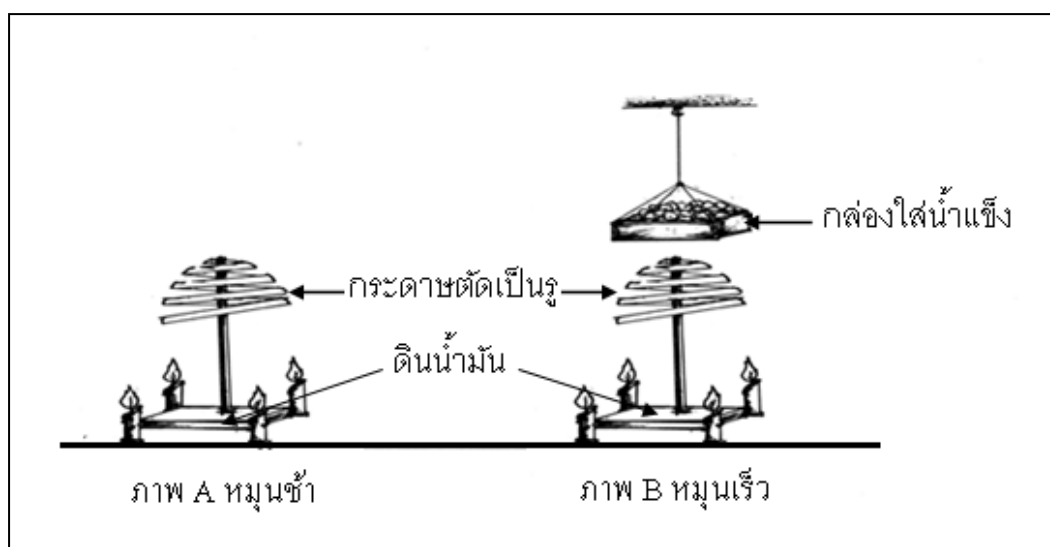 กล่องใส่น้ำแข็ง
กระดาษตัดเป็นรู
ดินน้ำมัน
ภาพ A หมุนช้า
ภาพ B หมุนเร็ว